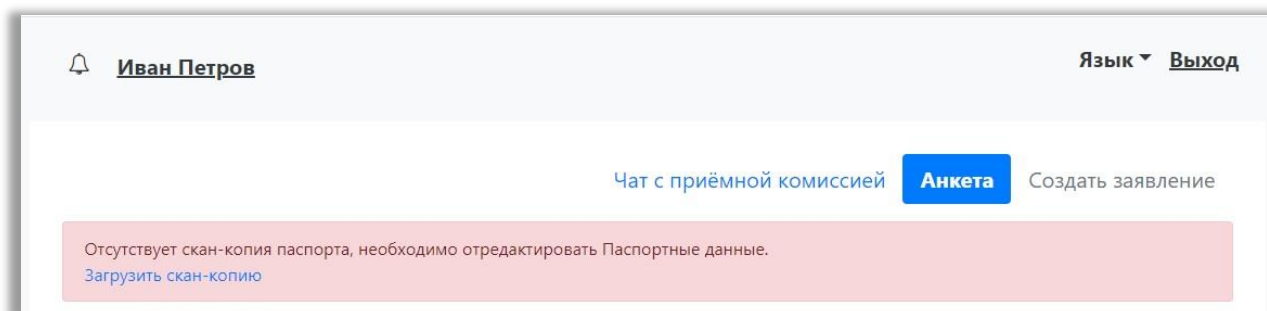 Иван Петров
Язык Выход
Чат с приёмной комиссией Анкета Создать заявление
Отсутствует скан-копия паспорта, необходимо отредактировать Паспортные данные.
Загрузить скан-копию